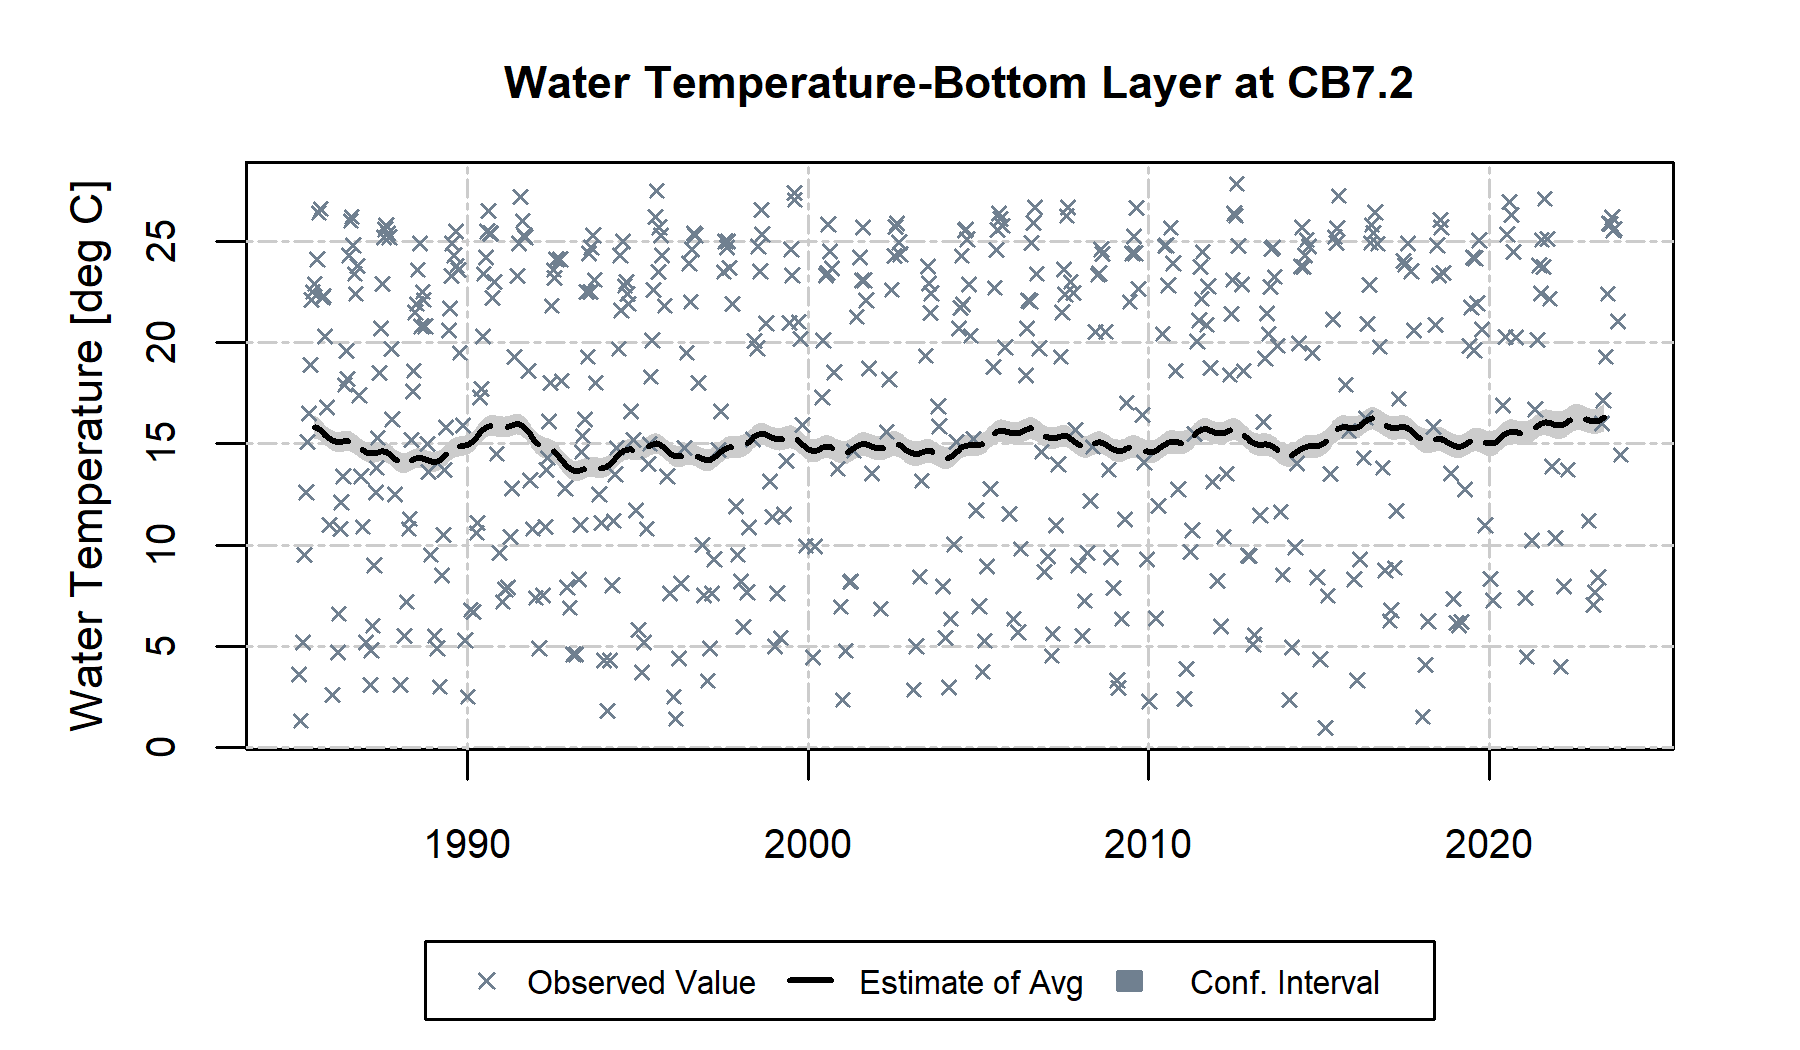 Water Temperature-Bottom Layer at CB7.2
Water Temperature [deg C]
25
20
15
10
5
0
1990 2000 2010 2020
Observed Value Estimate of Avg Conf. Interval